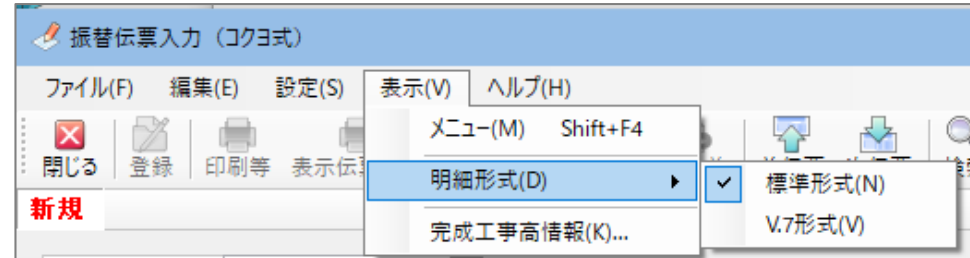 振替伝票入力（コクヨ式）
ファイル(F) 編集(E) 設定(S) 表示(V) ヘルプ(H)
メニュー(M) Shift+F4
閉じる 登録 印刷等
明細形式(D) 標準形式(N)
新規
V.7形式(V)
完成工事高情報(K)...